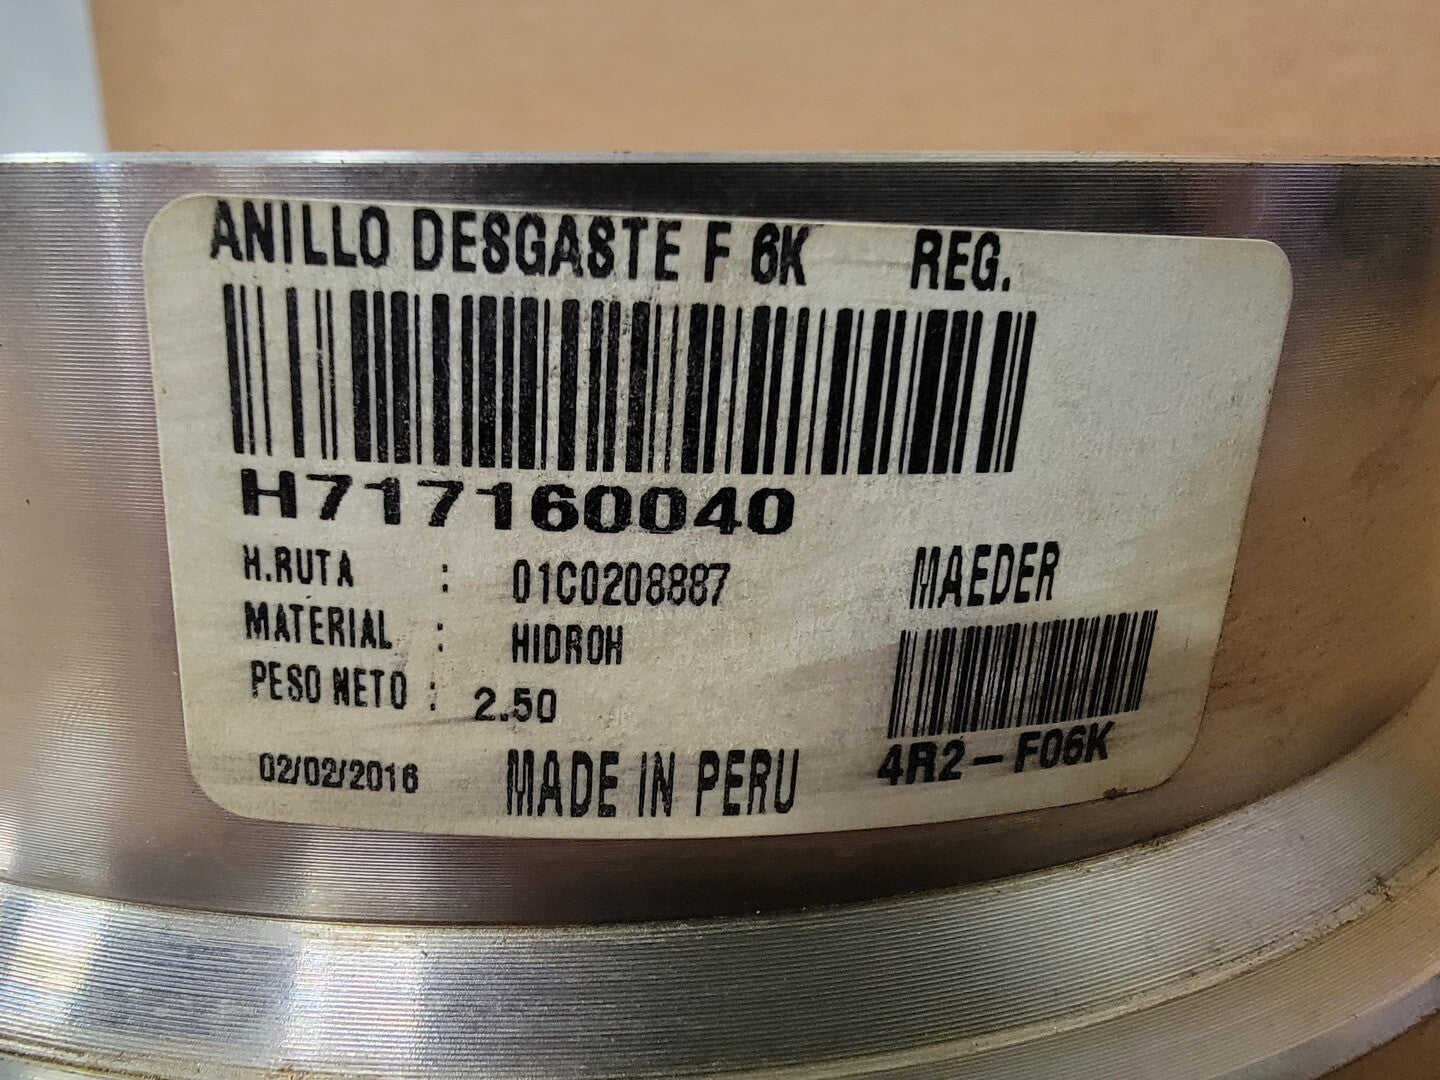 ANILLO DESGASTE F 6K REG.
H717160040
H.RUTA : 01C0208887 MAEDER
MATERIAL : HIDROH
PESO NETO : 2.50
4R2-F06K
02/02/2016 MADE IN PERU